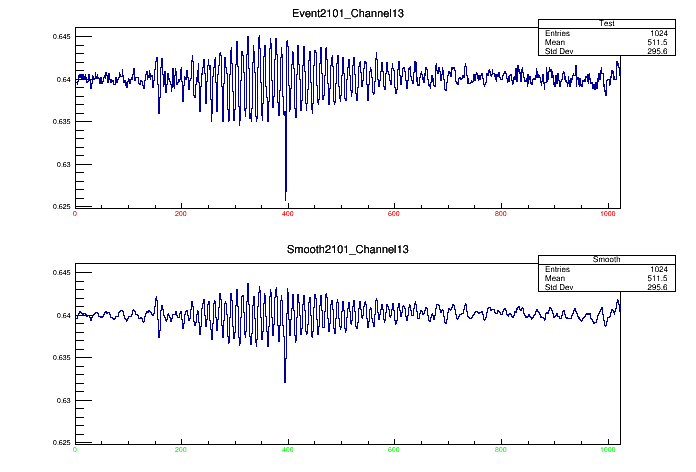 Event2101_Channel13
Test
Entries 1024
Mean 511.5
Std Dev 295.6
0.645
0.64
0.635
0.63
0.625
0 200 400 600 800 1000
Smooth2101_Channel13
Smooth
Entries 1024
Mean 511.5
Std Dev 295.6
0.645
0.64
0.635
0.63
0.625
0 200 400 600 800 1000